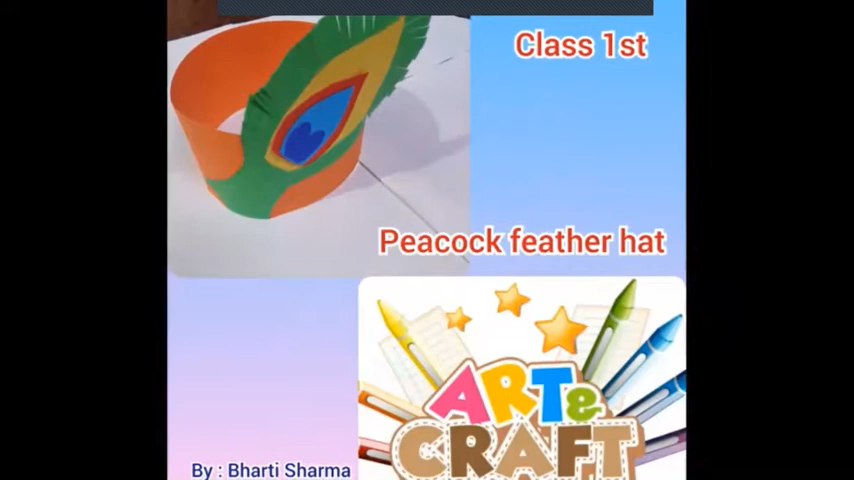 Class 1st
Peacock feather hat
ART &
CRAFT
By : Bharti Sharma